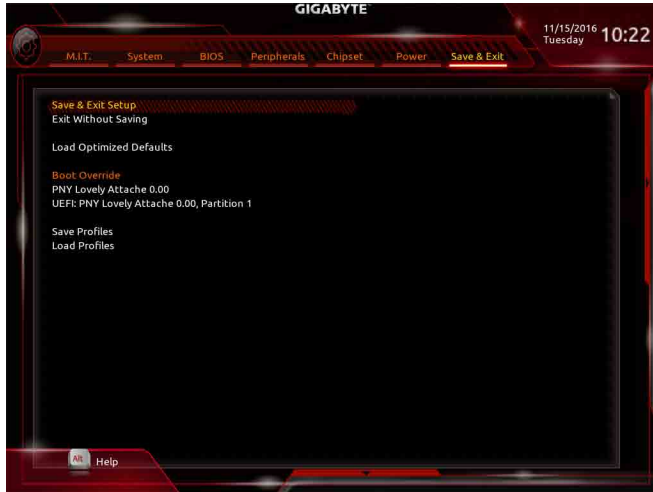 GIGABYTE
11/15/2016 10:22
Tuesday
M.I.T. System BIOS Peripherals Chipset Power Save & Exit
Save & Exit Setup
Exit Without Saving
Load Optimized Defaults
Boot Override
PNY Lovely Attache 0.00
UEFI: PNY Lovely Attache 0.00, Partition 1
Save Profiles
Load Profiles
Alt Help